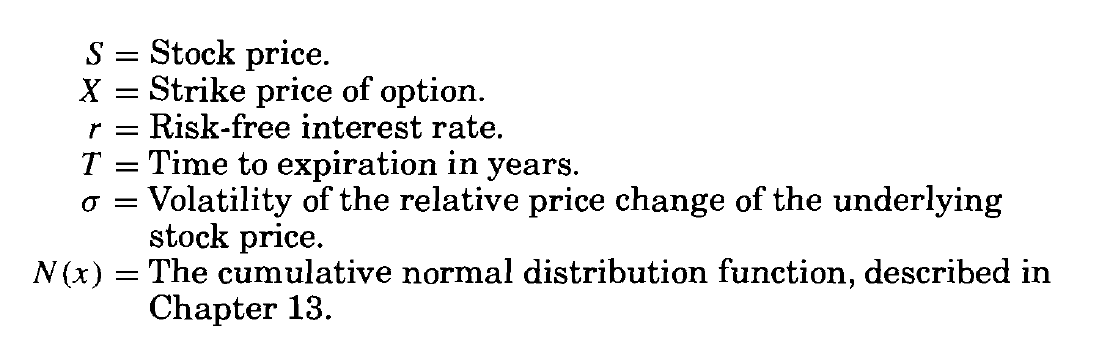 S = Stock price.
X = Strike price of option.
r = Risk-free interest rate.
T = Time to expiration in years.
σ = Volatility of the relative price change of the underlying
stock price.
N(x) = The cumulative normal distribution function, described in
Chapter 13.